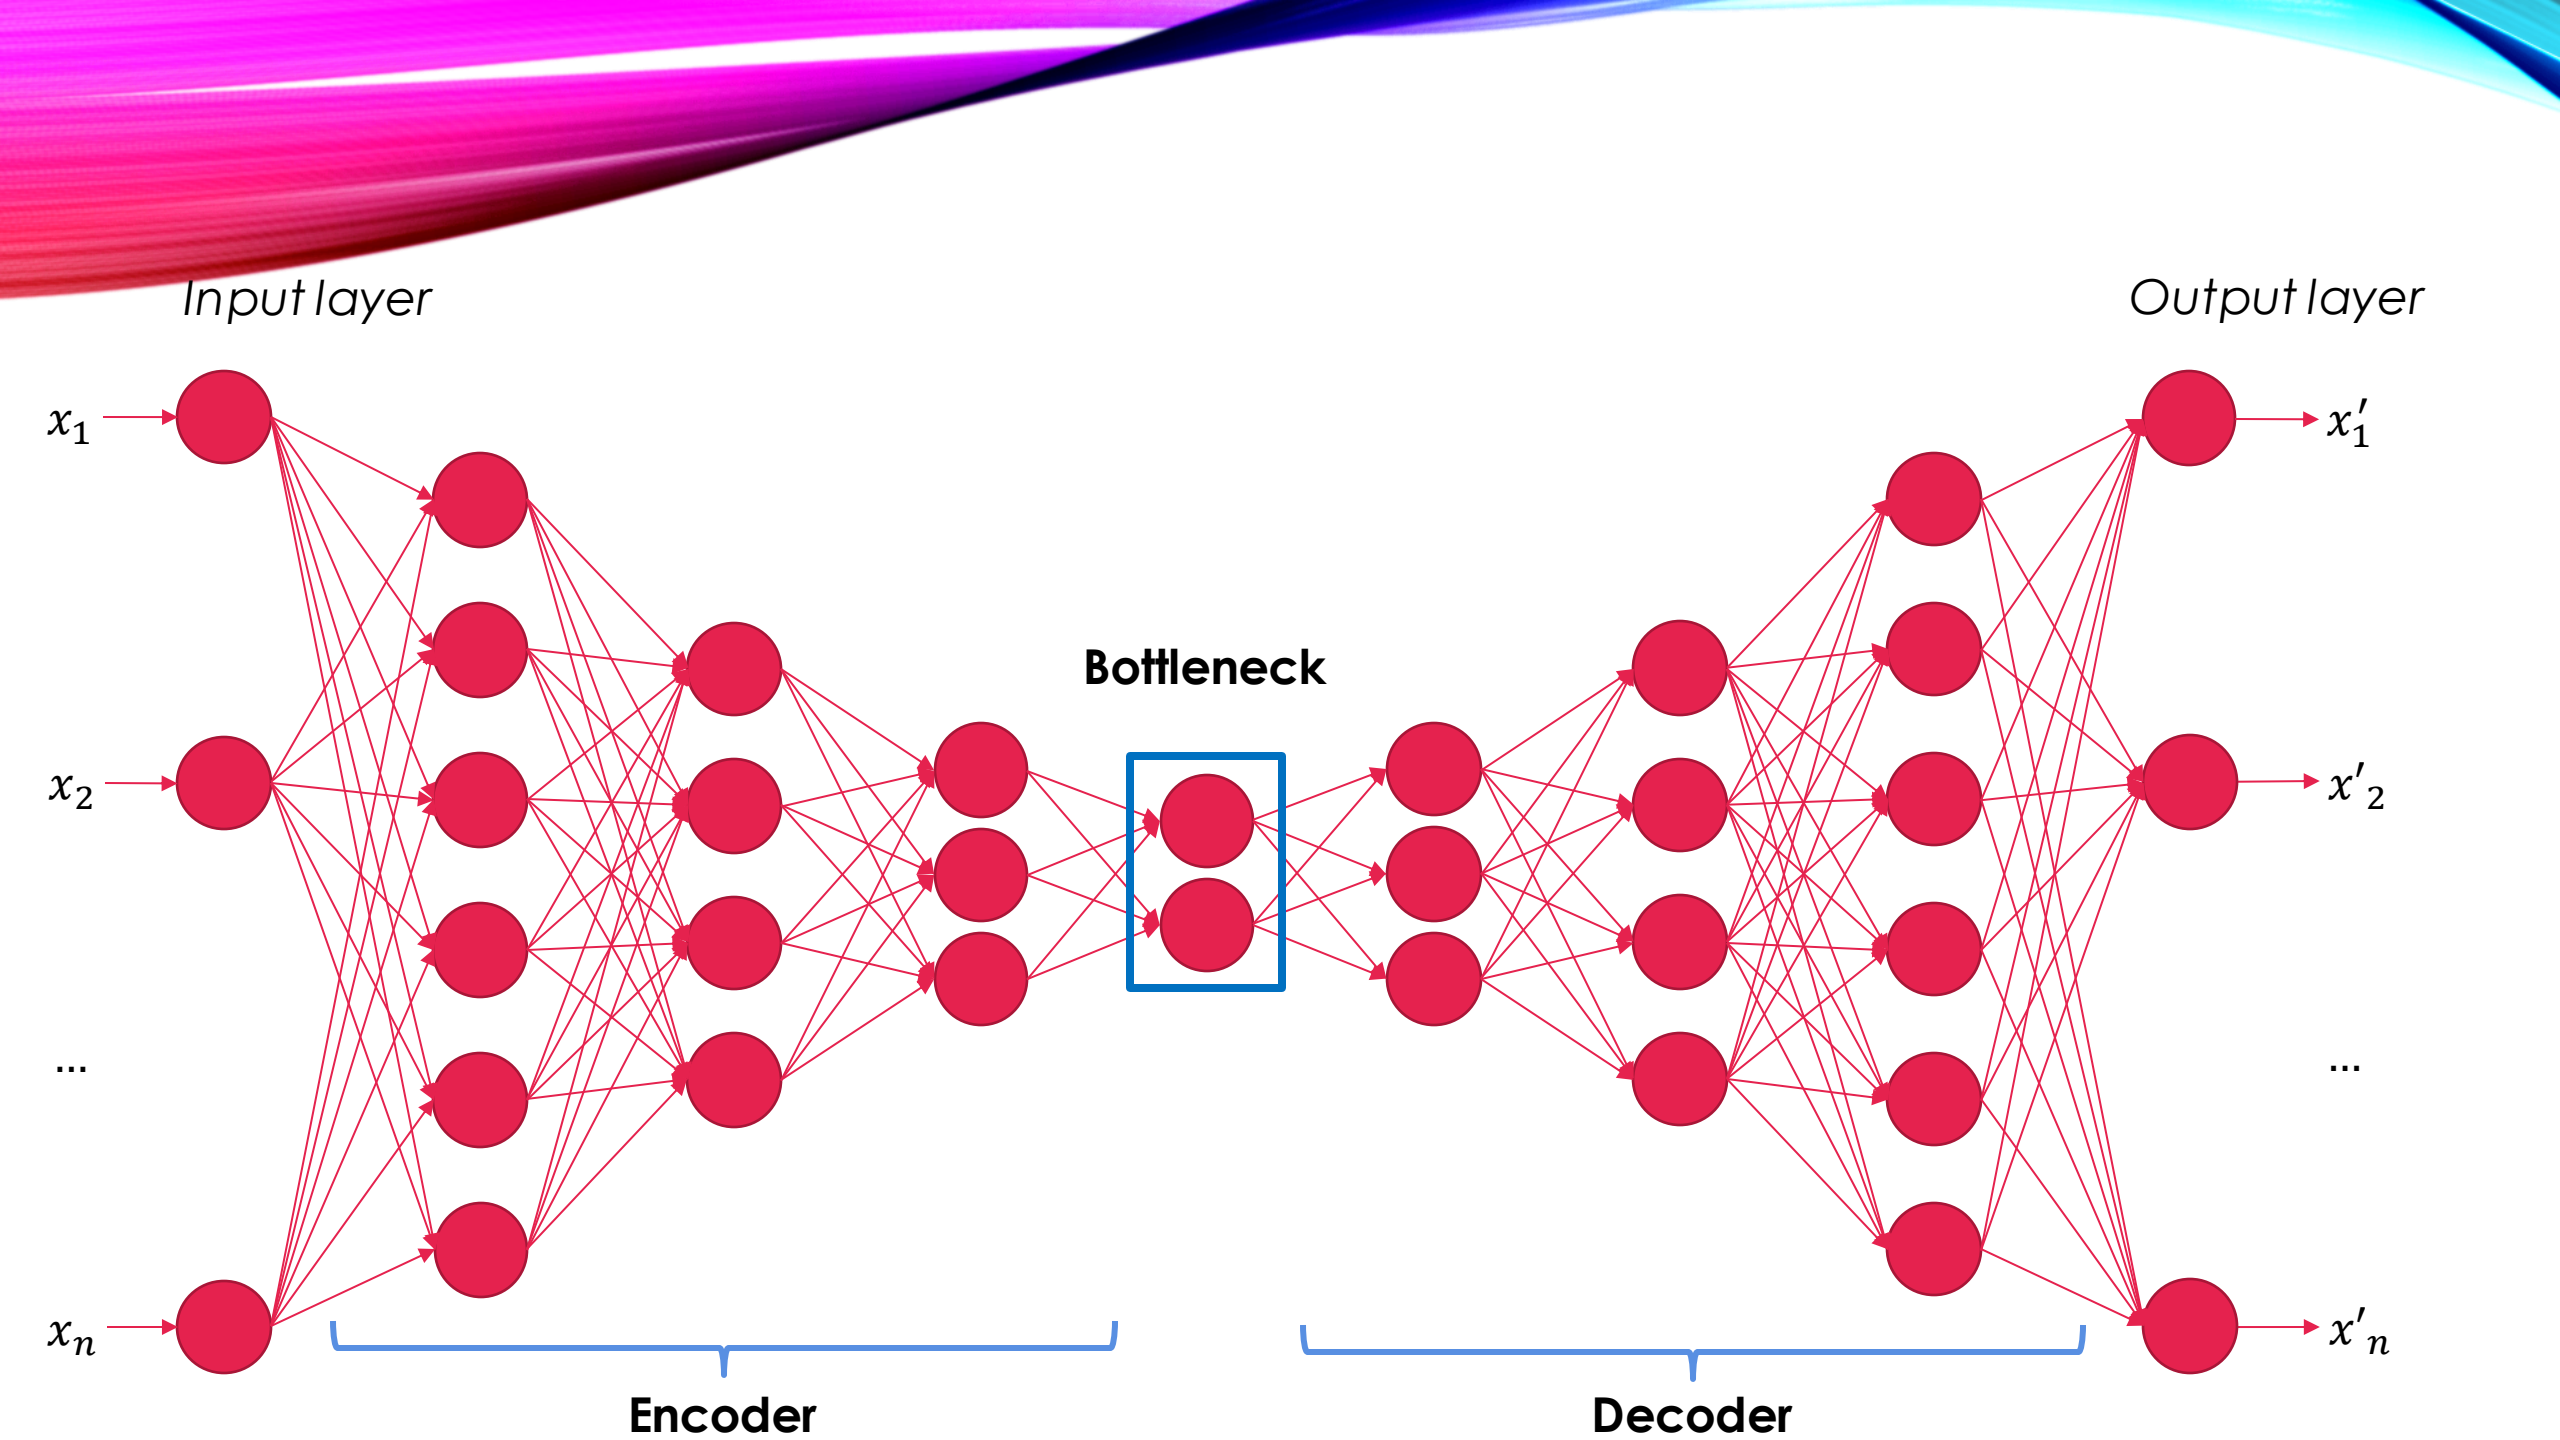 Input layer
Output layer
x₁
x′₁
Bottleneck
x₂
x′₂
...
...
xₙ
x′ₙ
Encoder
Decoder